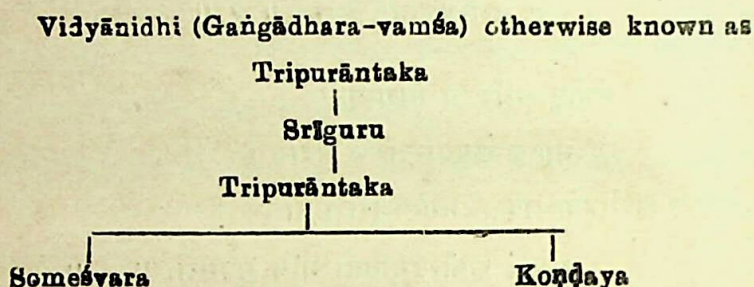 Vidyānidhi (Gaṅgādhara-vaṁśa) otherwise known as
Tripurāntaka
Srīguru
Tripurāntaka
Someśvara Koṇḍaya